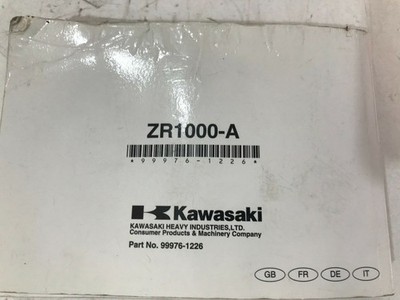 ZR1000-A
*99976-1226*
Kawasaki
KAWASAKI HEAVY INDUSTRIES,LTD.
Consumer Products & Machinery Company
Part No. 99976-1226
GB FR DE IT